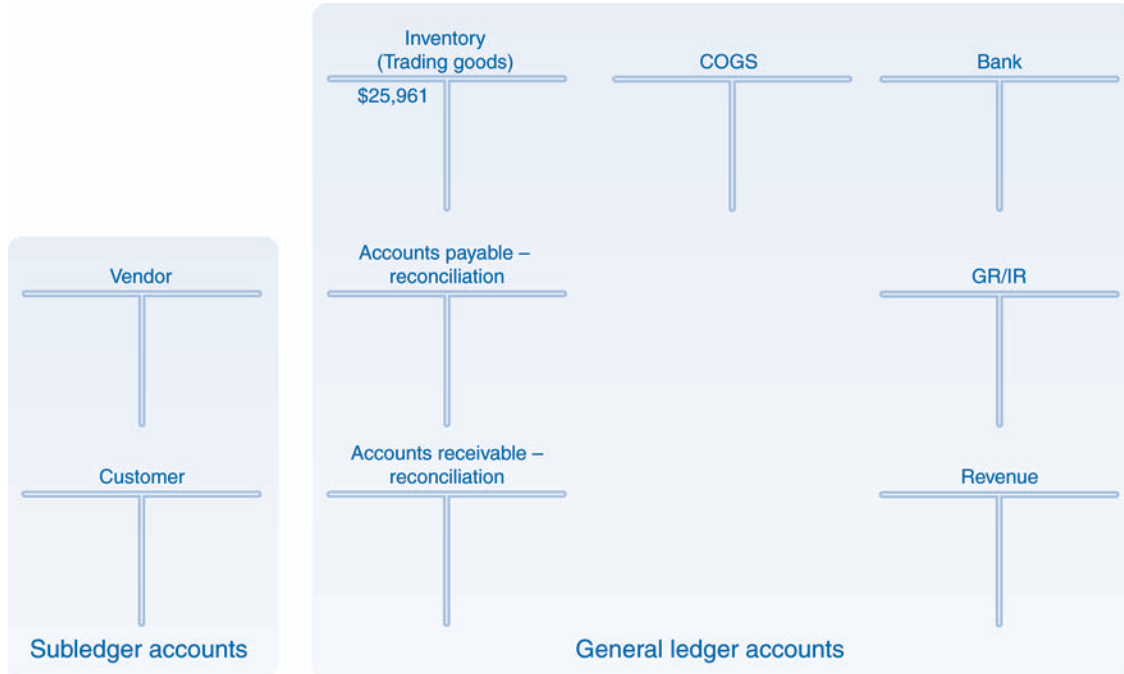 Inventory
(Trading goods)
COGS
Bank
$25,961
Accounts payable –
reconciliation
Vendor
GR/IR
Accounts receivable –
reconciliation
Customer
Revenue
Subledger accounts
General ledger accounts